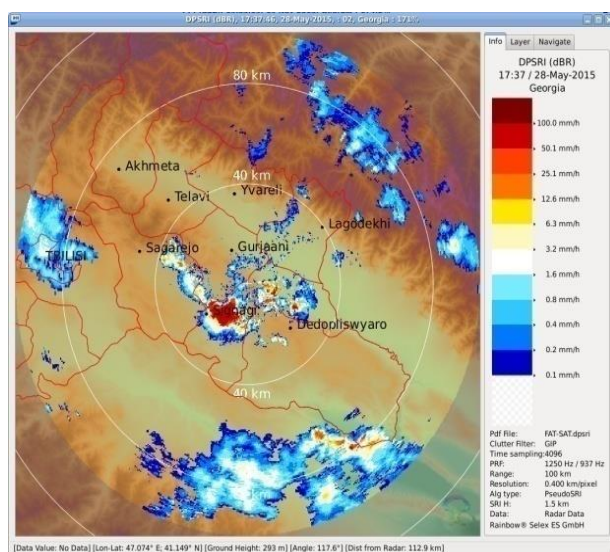 DPSRI (dBR), 17:37:46, 28-May-2015, : 02, Georgia : 171%
Info Layer Navigate
DPSRI (dBR)
17:37 / 28-May-2015
Georgia
100.0 mm/h
50.1 mm/h
25.1 mm/h
12.6 mm/h
6.3 mm/h
3.2 mm/h
1.6 mm/h
0.8 mm/h
0.4 mm/h
0.2 mm/h
0.1 mm/h
80 km
Akhmeta
40 km
Telavi
Yvareli
Lagodekhi
Sagarejo
Gurjaani
TBILISI
Dedopliswyaro
40 km
Pdf File: FAT-SAT.dpsri
Clutter Filter: GIP
Time sampling: 4096
PRF: 1250 Hz / 937 Hz
Range: 100 km
Resolution: 0.400 km/pixel
Alg type: PseudoSRI
SRI H: 1.5 km
Data: Radar Data
Rainbow® Selex ES GmbH
[Data Value: No Data] [Lon-Lat: 47.074° E; 41.149° N] [Ground Height: 293 m] [Angle: 117.6°] [Dist from Radar: 112.9 km]